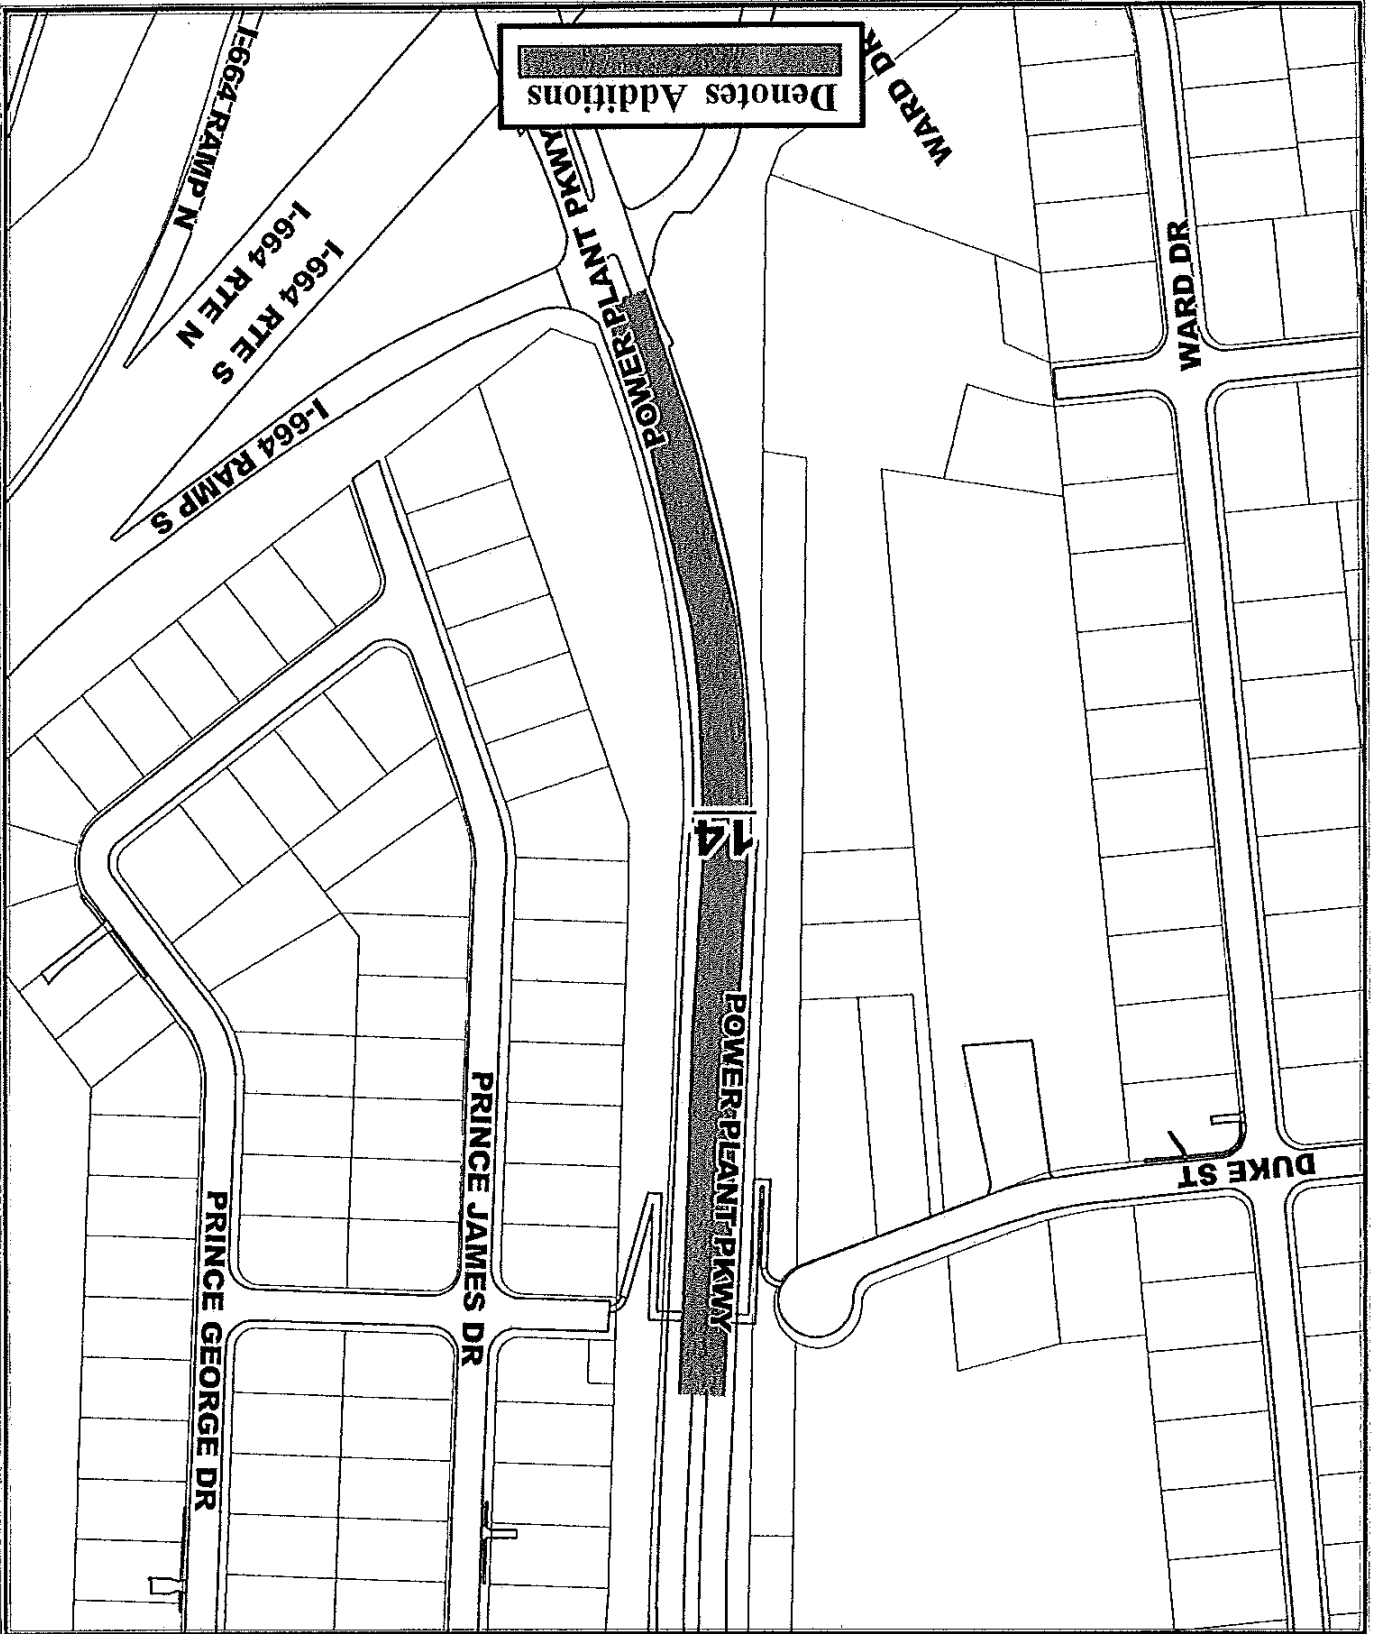 Denotes Additions
WARD DR
I-664 RAMP N
I-664 RTE N
I-664 RTE S
I-664 RAMP S
POWER PLANT PKWY
WARD DR
14
POWER PLANT PKWY
DUKE ST
PRINCE JAMES DR
PRINCE GEORGE DR